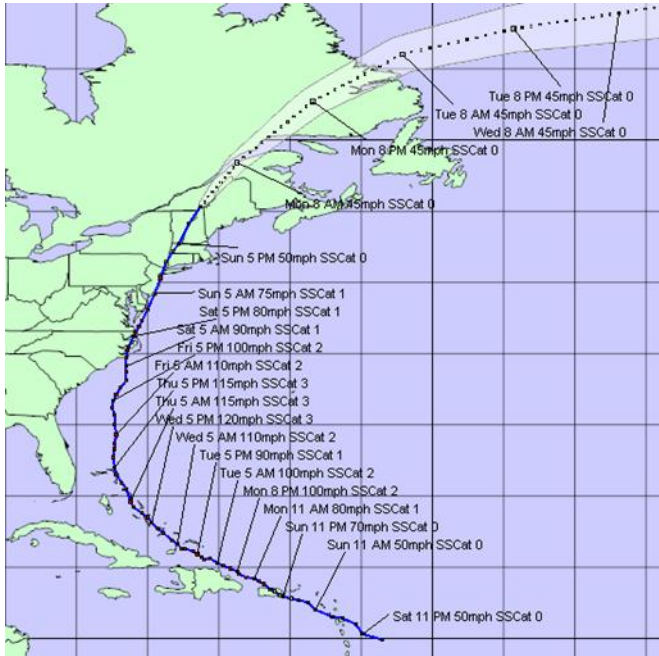 Tue 8 PM 45mph SSCat 0
Tue 8 AM 45mph SSCat 0
Wed 8 AM 45mph SSCat 0
Mon 8 PM 45mph SSCat 0
Mon 8 AM 45mph SSCat 0
Sun 5 PM 50mph SSCat 0
Sun 5 AM 75mph SSCat 1
Sat 5 PM 80mph SSCat 1
Sat 5 AM 90mph SSCat 1
Fri 5 PM 100mph SSCat 2
Fri 5 AM 110mph SSCat 2
Thu 5 PM 115mph SSCat 3
Thu 5 AM 115mph SSCat 3
Wed 5 PM 120mph SSCat 3
Wed 5 AM 110mph SSCat 2
Tue 5 PM 90mph SSCat 1
Tue 5 AM 100mph SSCat 2
Mon 8 PM 100mph SSCat 2
Mon 11 AM 80mph SSCat 1
Sun 11 PM 70mph SSCat 0
Sun 11 AM 50mph SSCat 0
Sat 11 PM 50mph SSCat 0